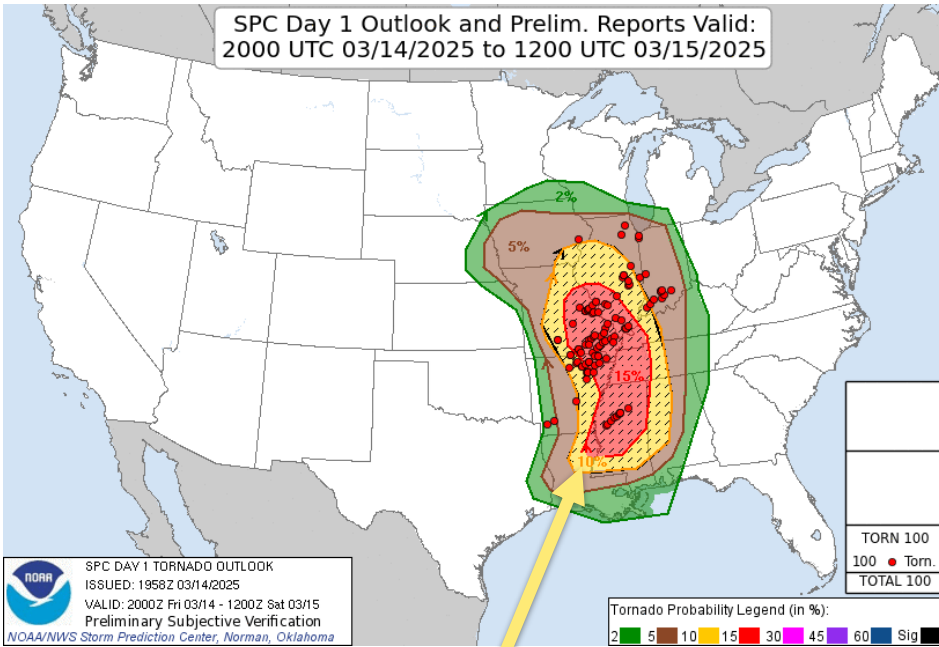 SPC Day 1 Outlook and Prelim. Reports Valid:
2000 UTC 03/14/2025 to 1200 UTC 03/15/2025
2%
5%
15%
10%
TORN 100
100 Torn.
TOTAL 100
NOAA
SPC DAY 1 TORNADO OUTLOOK
ISSUED: 1958Z 03/14/2025
VALID: 2000Z Fri 03/14 - 1200Z Sat 03/15
Preliminary Subjective Verification
NOAA/NWS Storm Prediction Center, Norman, Oklahoma
Tornado Probability Legend (in %):
2 5 10 15 30 45 60 Sig